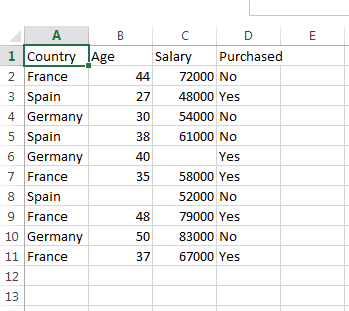 A B C D E
1 Country Age Salary Purchased
2 France 44 72000 No
3 Spain 27 48000 Yes
4 Germany 30 54000 No
5 Spain 38 61000 No
6 Germany 40 Yes
7 France 35 58000 Yes
8 Spain 52000 No
9 France 48 79000 Yes
10 Germany 50 83000 No
11 France 37 67000 Yes
12
13